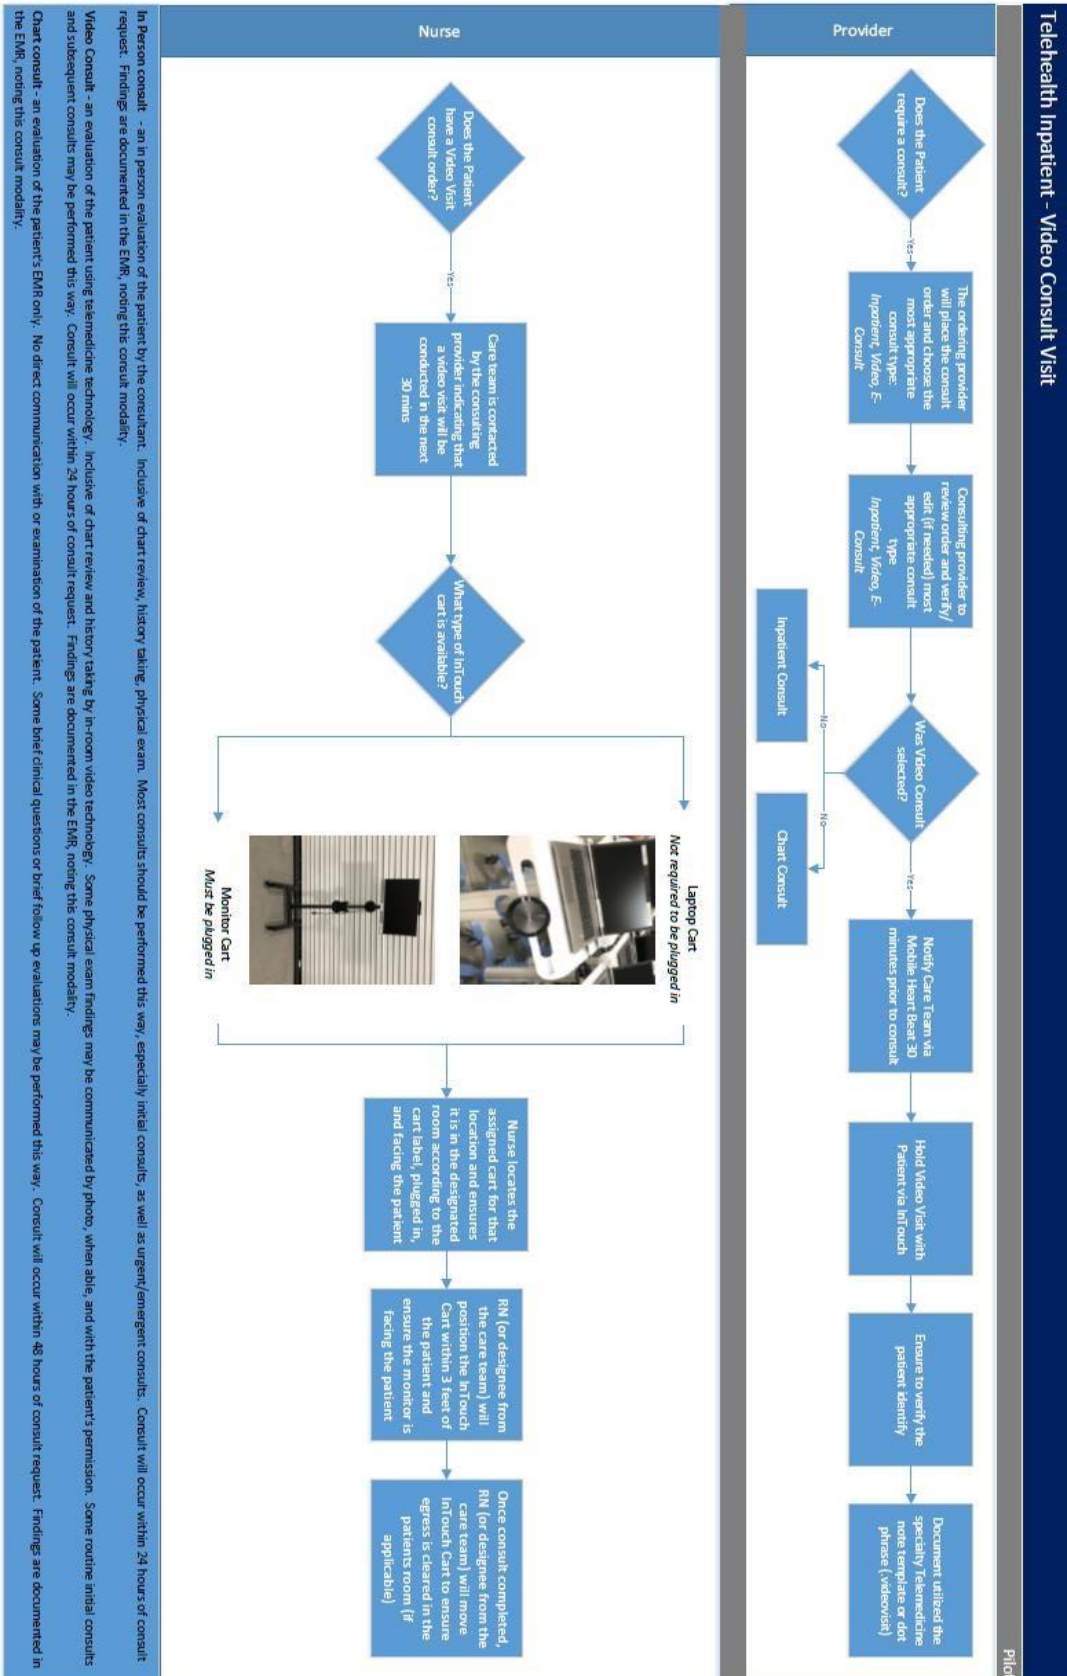 Telehealth Inpatient - Video Consult Visit
Pilo
Provider
Does the Patient
require a consult?
Yes
The ordering provider
will place the consult
order and choose the
most appropriate
consult type:
Inpatient, Video, E-
Consult
Consulting provider to
review order and verify/
edit (if needed) most
appropriate consult
type
Inpatient, Video, E-
Consult
Was Video Consult
selected?
No
No
Inpatient Consult
Chart Consult
Yes
Notify Care Team via
Mobile Heart Beat 30
minutes prior to consult
Hold Video Visit with
Patient via InTouch
Ensure to verify the
patient identify
Document utilized the
specialty Telemedicine
note template or dot
phrase (.videovisit)
Nurse
Does the Patient
have a Video Visit
consult order?
Yes
Care team is contacted
by the consulting
provider indicating that
a video visit will be
conducted in the next
30 mins
What type of InTouch
cart is available?
Laptop Cart
Not required to be plugged in
Monitor Cart
Must be plugged in
Nurse locates the
assigned cart for that
location and ensures
it is in the designated
room according to the
cart label, plugged in,
and facing the patient
RN (or designee from
the care team) will
position the InTouch
Cart within 3 feet of
the patient and
ensure the monitor is
facing the patient
Once consult completed,
RN (or designee from the
care team) will move
InTouch Cart to ensure
egress is cleared in the
patients room (if
applicable)
In Person consult - an in person evaluation of the patient by the consultant. Inclusive of chart review, history taking, physical exam. Most consults should be performed this way, especially initial consults, as well as urgent/emergent consults. Consult will occur within 24 hours of consult
request. Findings are documented in the EMR, noting this consult modality.
Video Consult - an evaluation of the patient using telemedicine technology. Inclusive of chart review and history taking by in-room video technology. Some physical exam findings may be communicated by photo, when able, and with the patient's permission. Some routine initial consults
and subsequent consults may be performed this way. Consult will occur within 24 hours of consult request. Findings are documented in the EMR, noting this consult modality.
Chart consult - an evaluation of the patient's EMR only. No direct communication with or examination of the patient. Some brief clinical questions or brief follow up evaluations may be performed this way. Consult will occur within 48 hours of consult request. Findings are documented in
the EMR, noting this consult modality.